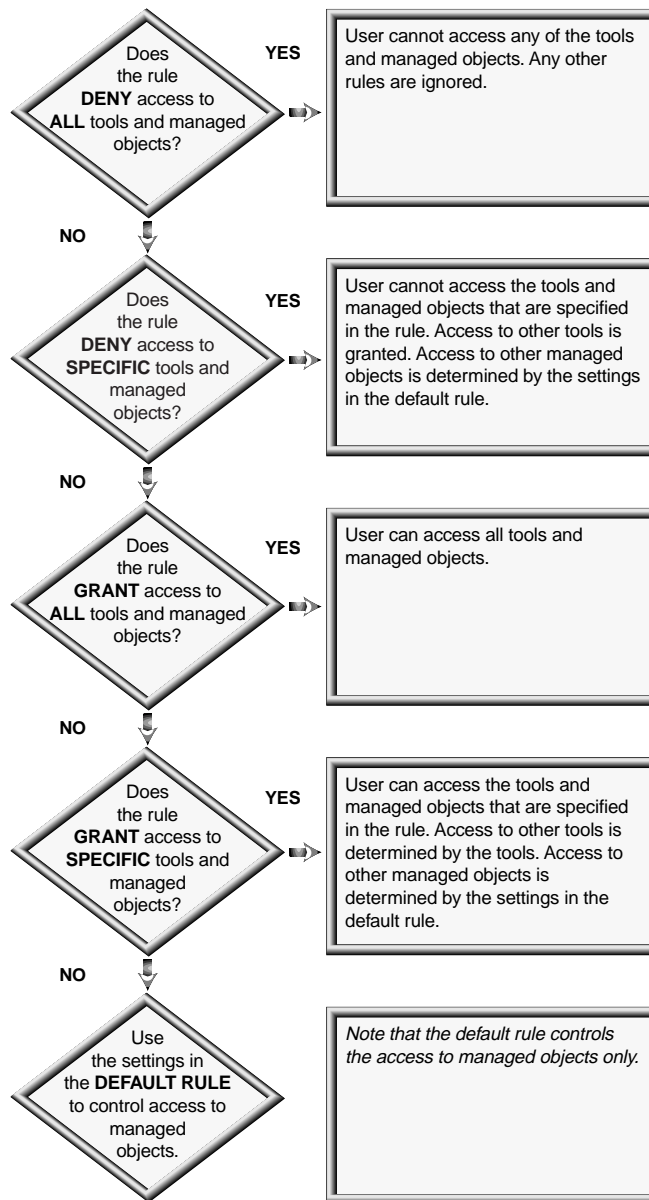 Does
the rule
DENY access to
ALL tools and managed
objects?
YES
User cannot access any of the tools
and managed objects. Any other
rules are ignored.
NO
Does
the rule
DENY access to
SPECIFIC tools and
managed
objects?
YES
User cannot access the tools and
managed objects that are specified
in the rule. Access to other tools is
granted. Access to other managed
objects is determined by the settings
in the default rule.
NO
Does
the rule
GRANT access to
ALL tools and managed
objects?
YES
User can access all tools and
managed objects.
NO
Does
the rule
GRANT access to
SPECIFIC tools and
managed
objects?
YES
User can access the tools and
managed objects that are specified
in the rule. Access to other tools is
determined by the tools. Access to
other managed objects is
determined by the settings in the
default rule.
NO
Use
the settings in
the DEFAULT RULE
to control access to
managed
objects.
Note that the default rule controls
the access to managed objects only.